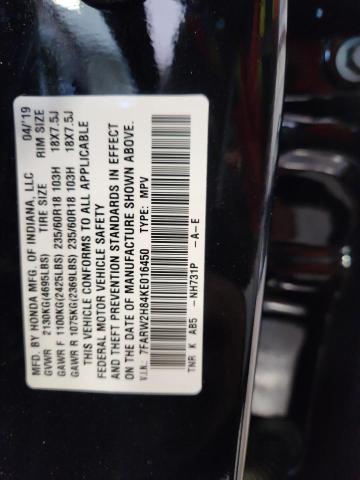 MFD. BY HONDA MFG. OF INDIANA, LLC 04/'19
GVWR 2130KG(4695LBS) TIRE SIZE RIM SIZE
GAWR F 1100KG(2425LBS) 235/60R18 103H 18X7.5J
GAWR R 1075KG(2369LBS) 235/60R18 103H 18X7.5J
THIS VEHICLE CONFORMS TO ALL APPLICABLE
FEDERAL MOTOR VEHICLE SAFETY
AND THEFT PREVENTION STANDARDS IN EFFECT
ON THE DATE OF MANUFACTURE SHOWN ABOVE.
V.I.N.: 7FARW2H84KE016450 TYPE: MPV
TNR K AB5 -NH731P -A-E